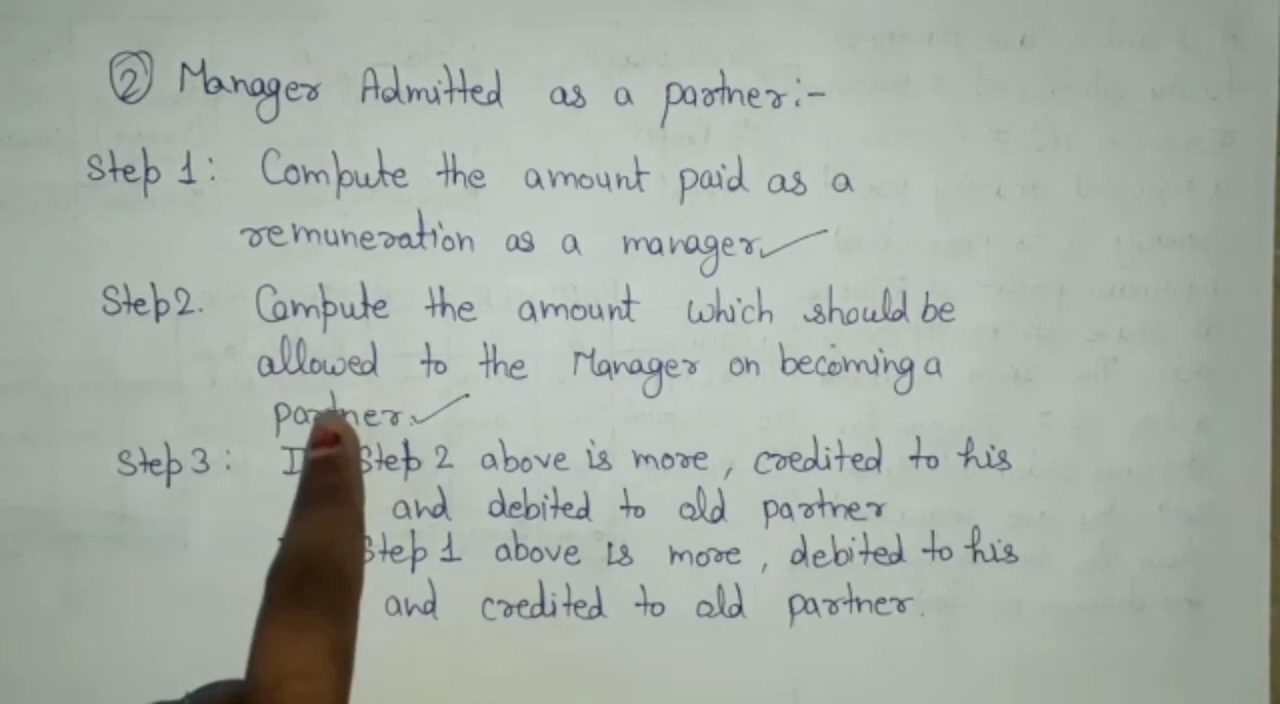 ② Manager Admitted as a partner:-
Step 1: Compute the amount paid as a
remuneration as a manager
Step2. Compute the amount which should be
allowed to the Manager on becoming a
partner.
Step 3: Step 2 above is more, credited to his
and debited to old partner
Step 1 above is more, debited to his
and credited to old partner.